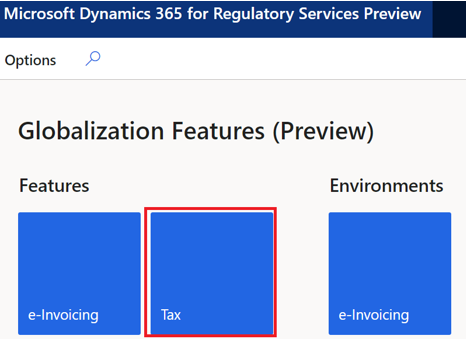 Microsoft Dynamics 365 for Regulatory Services Preview
Options
Globalization Features (Preview)
Features
Environments
e-Invoicing
Tax
e-Invoicing